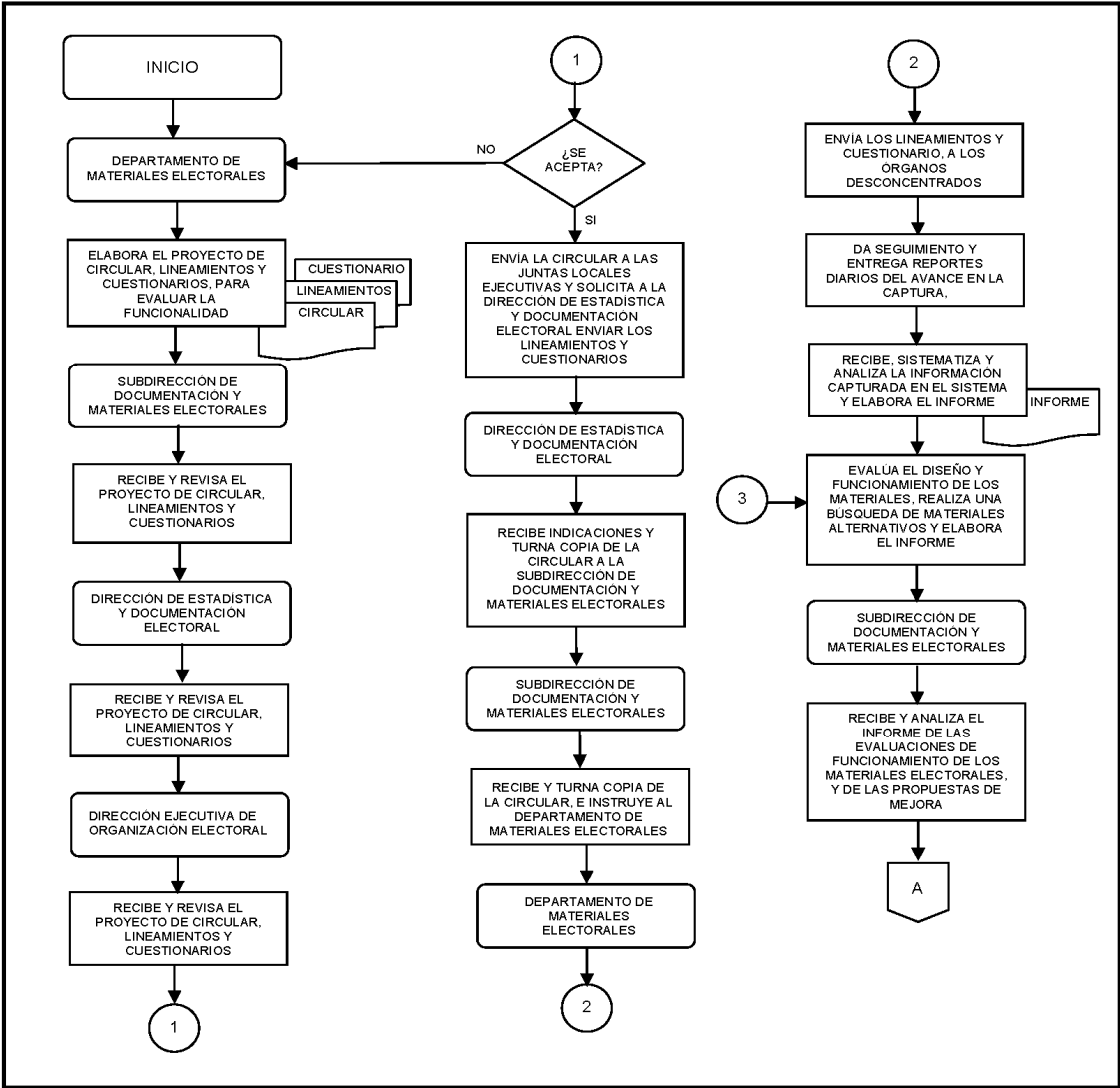 INICIO
DEPARTAMENTO DE
MATERIALES ELECTORALES
ELABORA EL PROYECTO DE
CIRCULAR, LINEAMIENTOS Y
CUESTIONARIOS, PARA
EVALUAR LA
FUNCIONALIDAD
CUESTIONARIO
LINEAMIENTOS
CIRCULAR
SUBDIRECCIÓN DE
DOCUMENTACIÓN Y
MATERIALES ELECTORALES
RECIBE Y REVISA EL
PROYECTO DE CIRCULAR,
LINEAMIENTOS Y
CUESTIONARIOS
DIRECCIÓN DE ESTADÍSTICA
Y DOCUMENTACIÓN
ELECTORAL
RECIBE Y REVISA EL
PROYECTO DE CIRCULAR,
LINEAMIENTOS Y
CUESTIONARIOS
DIRECCIÓN EJECUTIVA DE
ORGANIZACIÓN ELECTORAL
RECIBE Y REVISA EL
PROYECTO DE CIRCULAR,
LINEAMIENTOS Y
CUESTIONARIOS
1
1
¿SE
ACEPTA?
NO
SI
ENVÍA LA CIRCULAR A LAS
JUNTAS LOCALES
EJECUTIVAS Y SOLICITA A LA
DIRECCIÓN DE ESTADÍSTICA
Y DOCUMENTACIÓN
ELECTORAL ENVIAR LOS
LINEAMIENTOS Y
CUESTIONARIOS
DIRECCIÓN DE ESTADÍSTICA
Y DOCUMENTACIÓN
ELECTORAL
RECIBE INDICACIONES Y
TURNA COPIA DE LA
CIRCULAR A LA
SUBDIRECCIÓN DE
DOCUMENTACIÓN Y
MATERIALES ELECTORALES
SUBDIRECCIÓN DE
DOCUMENTACIÓN Y
MATERIALES ELECTORALES
RECIBE Y TURNA COPIA DE
LA CIRCULAR, E INSTRUYE AL
DEPARTAMENTO DE
MATERIALES ELECTORALES
DEPARTAMENTO DE
MATERIALES
ELECTORALES
2
2
ENVÍA LOS LINEAMIENTOS Y
CUESTIONARIO, A LOS
ÓRGANOS
DESCONCENTRADOS
DA SEGUIMIENTO Y
ENTREGA REPORTES
DIARIOS DEL AVANCE EN LA
CAPTURA,
RECIBE, SISTEMATIZA Y
ANALIZA LA INFORMACIÓN
CAPTURADA EN EL SISTEMA
Y ELABORA EL INFORME
INFORME
3
EVALÚA EL DISEÑO Y
FUNCIONAMIENTO DE LOS
MATERIALES, REALIZA UNA
BÚSQUEDA DE MATERIALES
ALTERNATIVOS Y ELABORA
EL INFORME
SUBDIRECCIÓN DE
DOCUMENTACIÓN Y
MATERIALES ELECTORALES
RECIBE Y ANALIZA EL
INFORME DE LAS
EVALUACIONES DE
FUNCIONAMIENTO DE LOS
MATERIALES ELECTORALES,
Y DE LAS PROPUESTAS DE
MEJORA
A